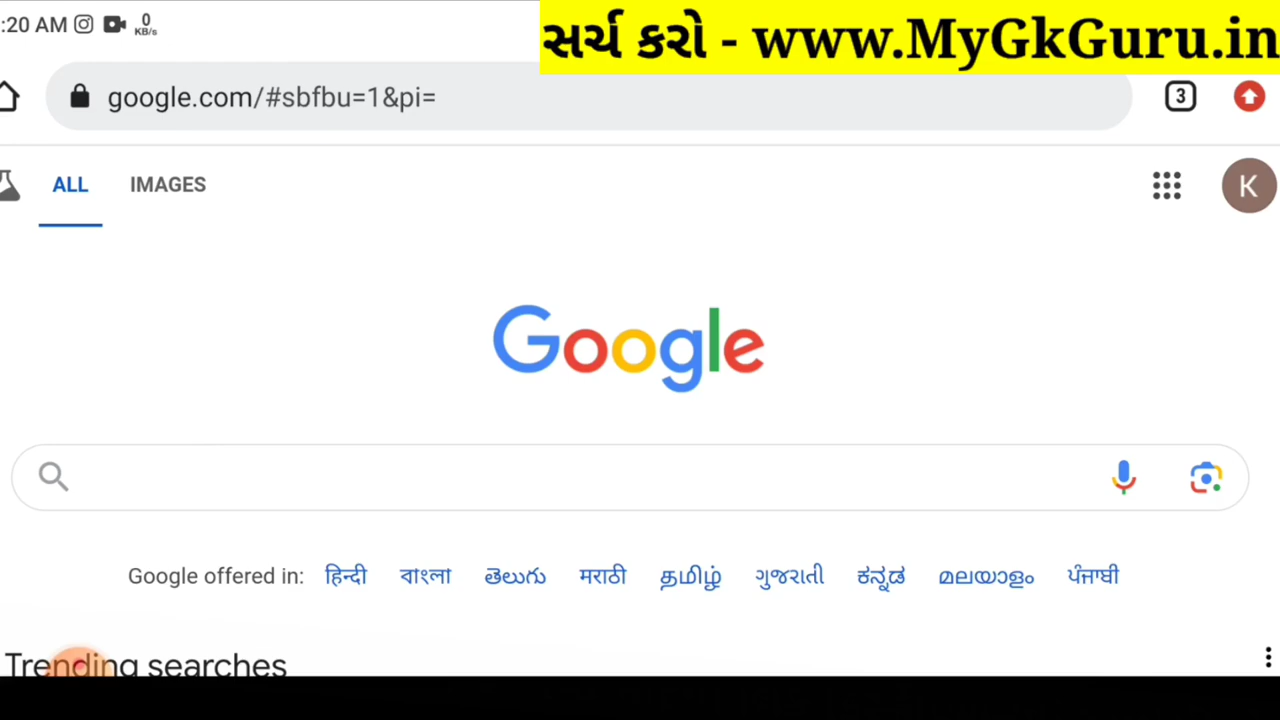 :20 AM 0 KB/s
સર્ચ કરો - www.MyGkGuru.in
google.com/#sbfbu=1&pi=
3
ALL IMAGES
K
Google
Google offered in: हिन्दी বাংলা తెలుగు मराठी தமிழ் ગુજરાતી ಕನ್ನಡ മലയാളം ਪੰਜਾਬੀ
Trending searches